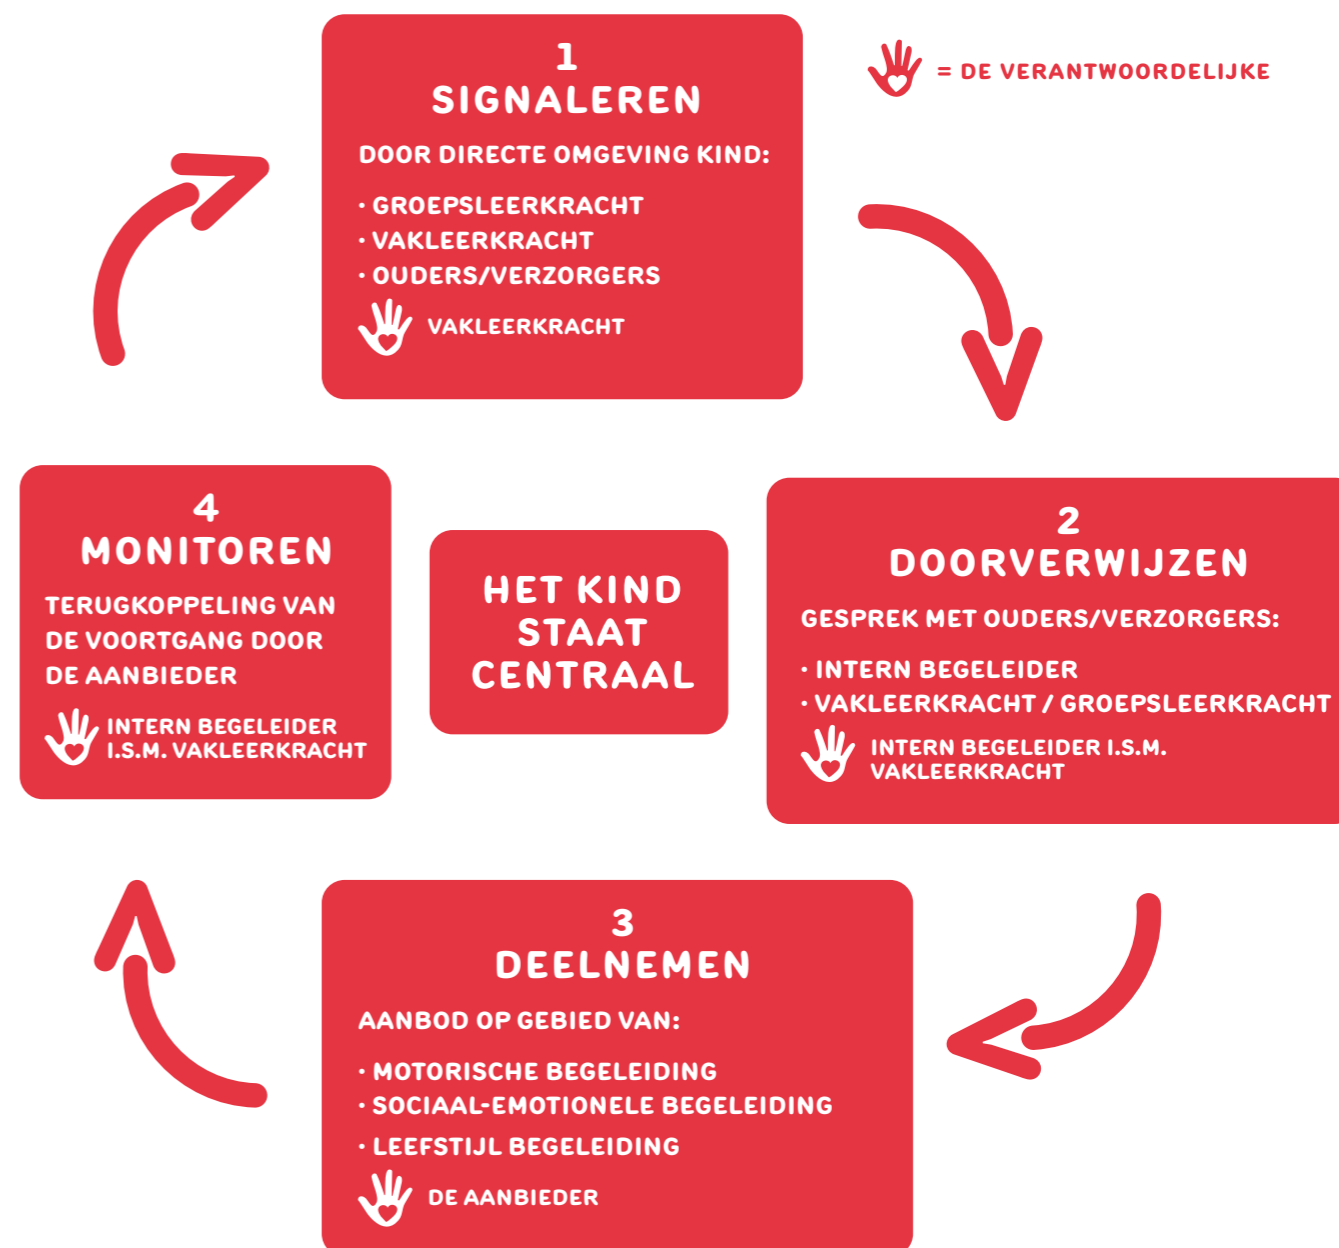 1
SIGNALEREN
DOOR DIRECTE OMGEVING KIND:
· GROEPSLEERKRACHT
· VAKLEERKRACHT
· OUDERS/VERZORGERS
VAKLEERKRACHT
= DE VERANTWOORDELIJKE
2
DOORVERWIJZEN
GESPREK MET OUDERS/VERZORGERS:
· INTERN BEGELEIDER
· VAKLEERKRACHT / GROEPSLEERKRACHT
INTERN BEGELEIDER I.S.M.
VAKLEERKRACHT
3
DEELNEMEN
AANBOD OP GEBIED VAN:
· MOTORISCHE BEGELEIDING
· SOCIAAL-EMOTIONELE BEGELEIDING
· LEEFSTIJL BEGELEIDING
DE AANBIEDER
4
MONITOREN
TERUGKOPPELING VAN
DE VOORTGANG DOOR
DE AANBIEDER
INTERN BEGELEIDER
I.S.M. VAKLEERKRACHT
HET KIND
STAAT
CENTRAAL